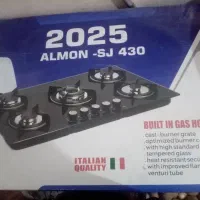 2025
ALMON -SJ 430
BUILT IN GAS HO
cast-burner grate
optimized burner
with high standard
tempered glass
heat resistant
with improved
venturi tube
ITALIAN
QUALITY